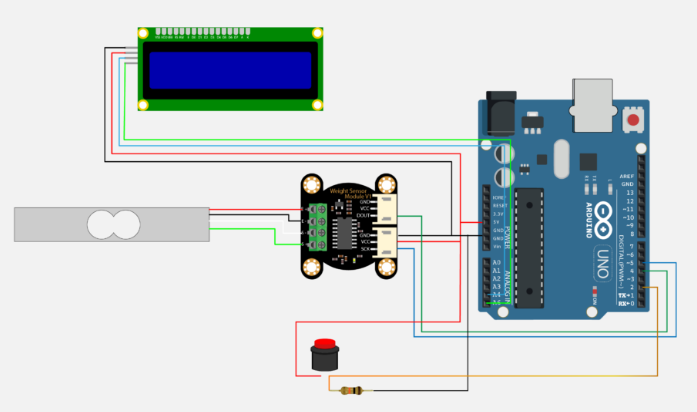 Weight Sensor
Module V1
GND
VCC
DOUT
GND
VCC
SCK
IOREF
RESET
3.3V
5V
GND
GND
Vin
POWER
A0
A1
A2
A3
A4
A5
ANALOG IN
AREF
GND
13
12
~11
~10
~9
8
7
~6
~5
4
~3
2
TX→1
RX←0
DIGITAL (PWM~)
ARDUINO
UNO
ON
L
TX
RX